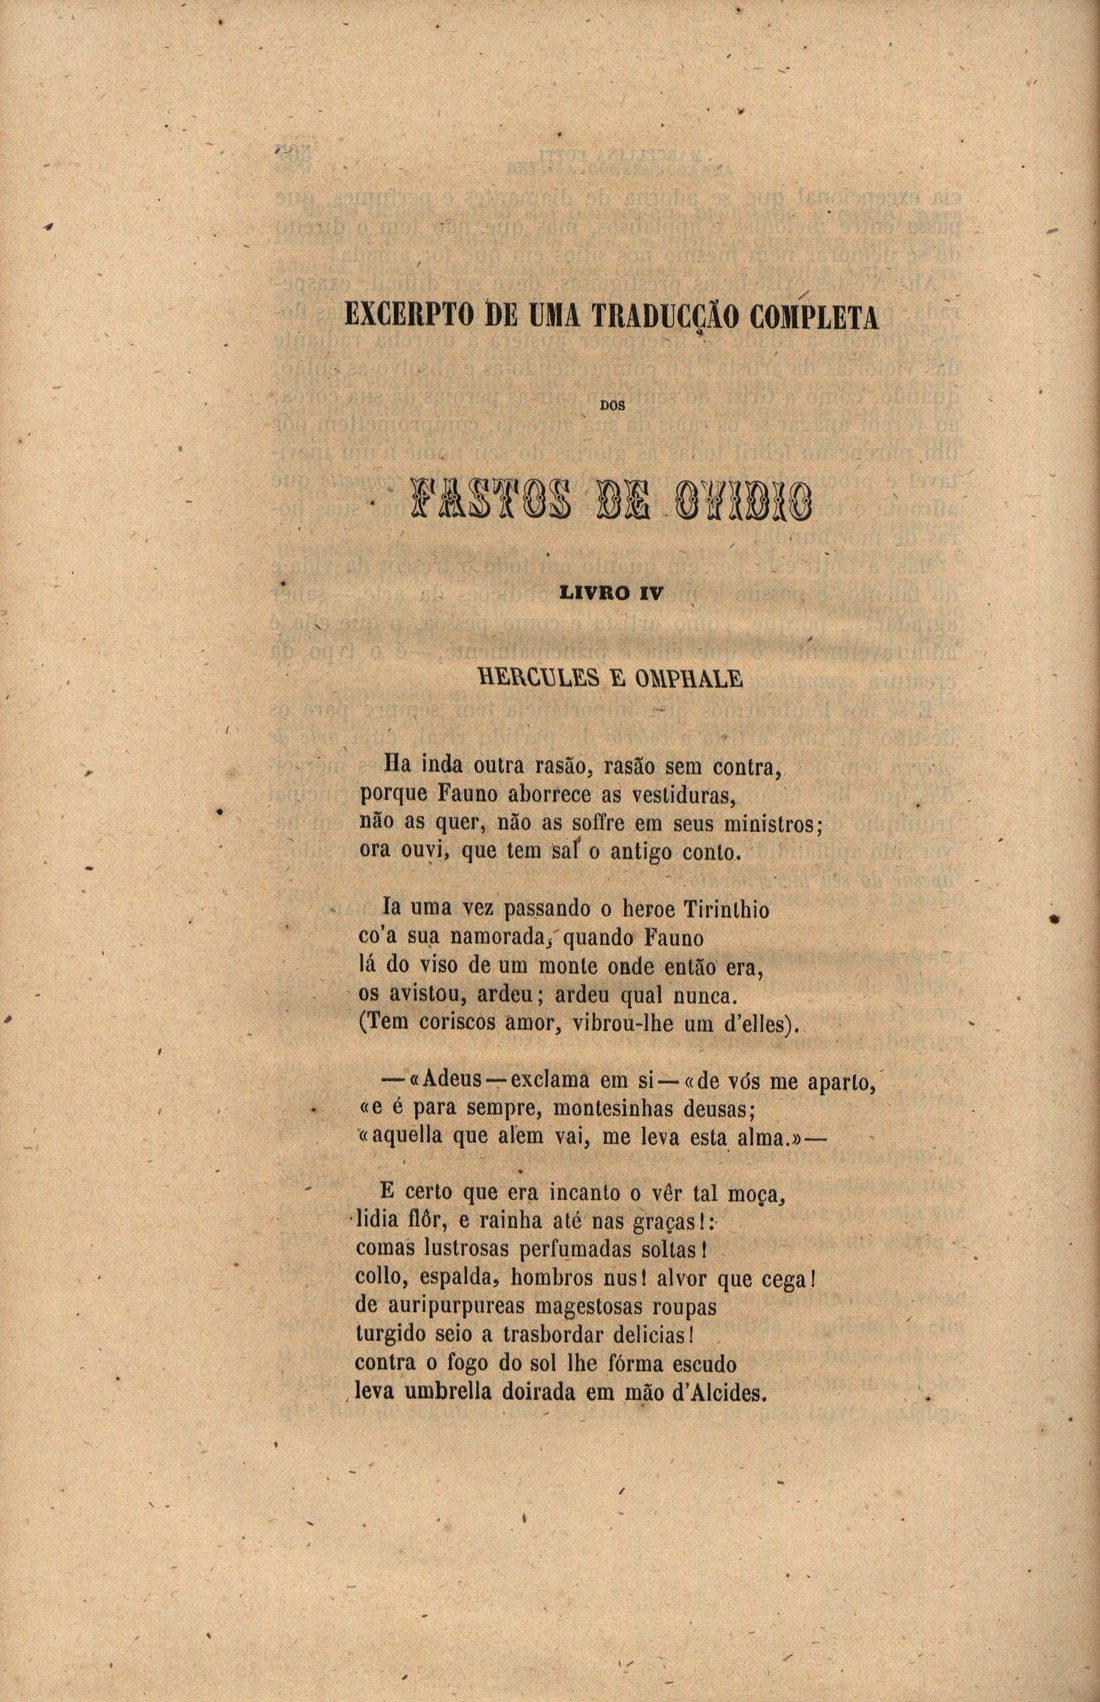 EXCERPTO DE UMA TRADUCÇÃO COMPLETA
DOS
FASTOS DE OVIDIO
LIVRO IV
HERCULES E OMPHALE
Ha inda outra rasão, rasão sem contra,
porque Fauno aborrece as vestiduras,
não as quer, não as soffre em seus ministros;
ora ouvi, que tem sal o antigo conto.
Ia uma vez passando o heroe Tirinthio
co'a sua namorada, quando Fauno
lá do viso de um monte onde então era,
os avistou, ardeu; ardeu qual nunca.
(Tem coriscos amor, vibrou-lhe um d'elles).
—«Adeus—exclama em si—«de vós me aparto,
«e é para sempre, montesinhas deusas;
«aquella que alem vai, me leva esta alma.»—
E certo que era incanto o vêr tal moça,
lidia flôr, e rainha até nas graças!:
comas lustrosas perfumadas soltas!
collo, espalda, hombros nus! alvor que cega!
de auripurpureas magestosas roupas
turgido seio a trasbordar delicias!
contra o fogo do sol lhe fórma escudo
leva umbrella doirada em mão d'Alcides.